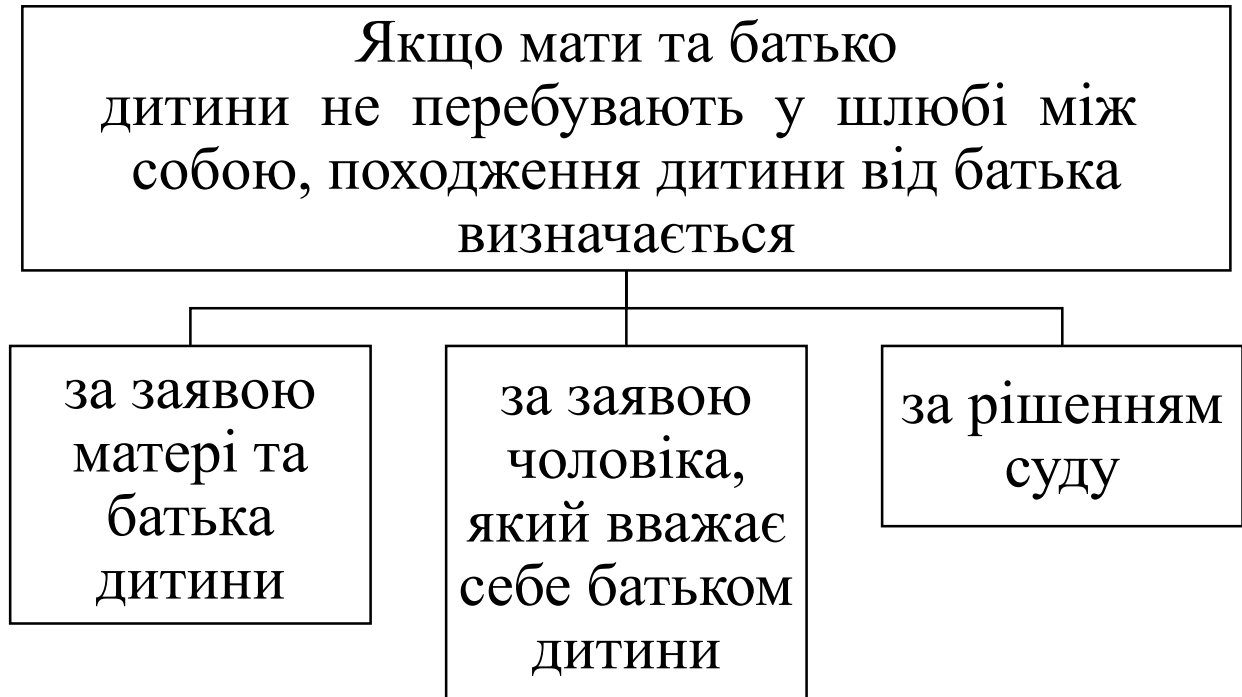 Якщо мати та батько
дитини не перебувають у шлюбі між
собою, походження дитини від батька
визначається
за заявою
матері та
батька
дитини
за заявою
чоловіка,
який вважає
себе батьком
дитини
за рішенням
суду